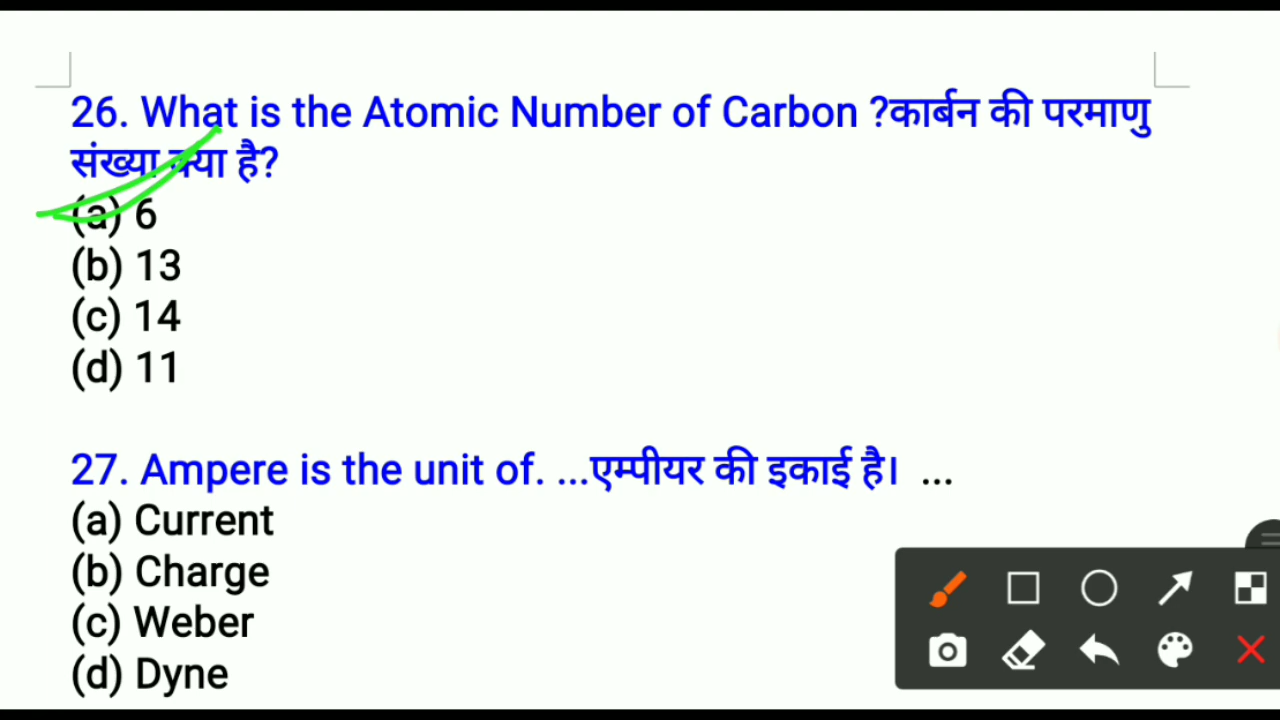 26. What is the Atomic Number of Carbon ?कार्बन की परमाणु
संख्या क्या है?
(a) 6
(b) 13
(c) 14
(d) 11
27. Ampere is the unit of. ...एम्पीयर की इकाई है। ...
(a) Current
(b) Charge
(c) Weber
(d) Dyne